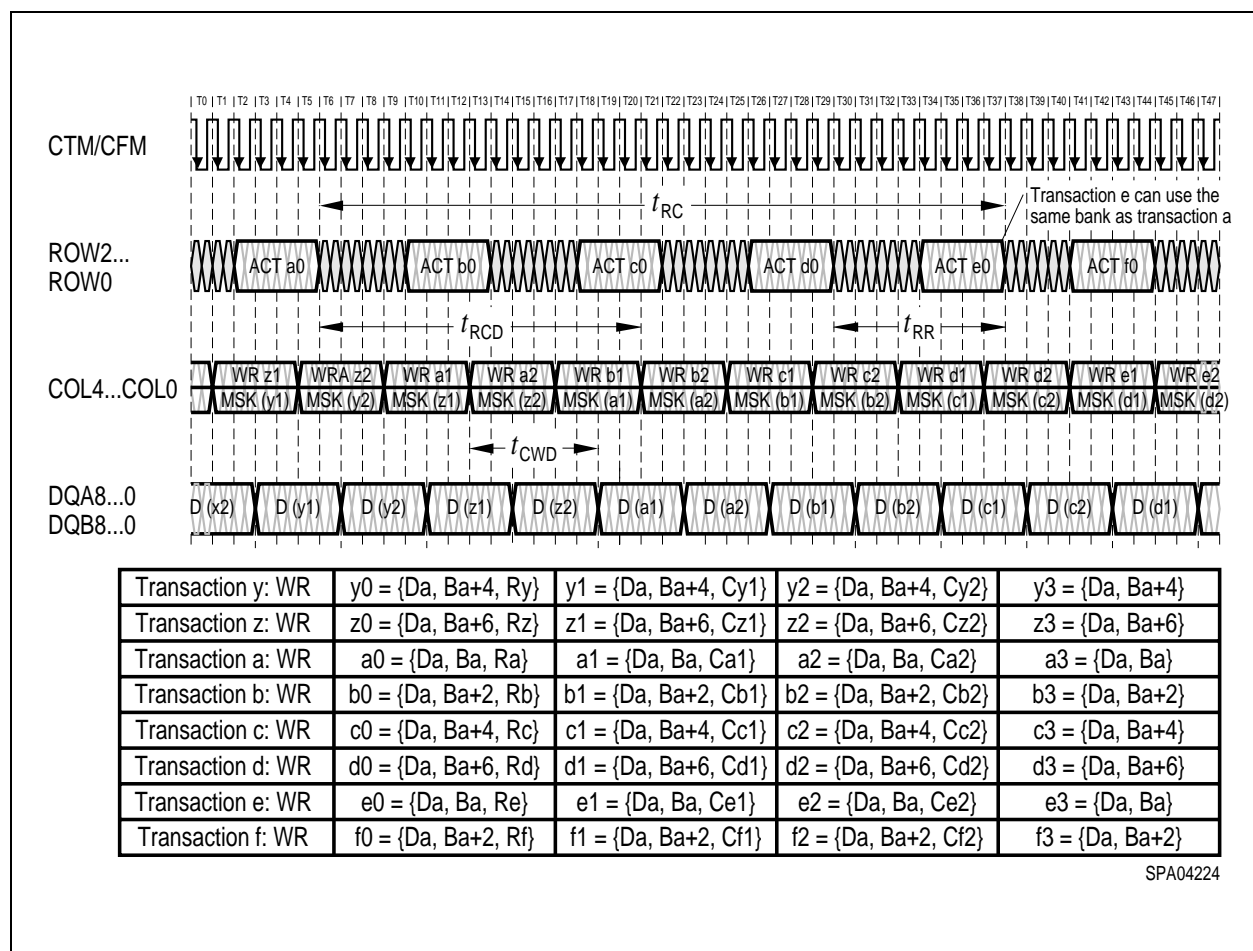 T0 T1 T2 T3 T4 T5 T6 T7 T8 T9 T10 T11 T12 T13 T14 T15 T16 T17 T18 T19 T20 T21 T22 T23 T24 T25 T26 T27 T28 T29 T30 T31 T32 T33 T34 T35 T36 T37 T38 T39 T40 T41 T42 T43 T44 T45 T46 T47
CTM/CFM
Transaction e can use the
same bank as transaction a
tRC
ROW2...
ROW0
ACT a0 ACT b0 ACT c0 ACT d0 ACT e0 ACT f0
tRCD tRR
COL4...COL0
WR z1 WRA z2 WR a1 WR a2 WR b1 WR b2 WR c1 WR c2 WR d1 WR d2 WR e1 WR e2
MSK (y1) MSK (y2) MSK (z1) MSK (z2) MSK (a1) MSK (a2) MSK (b1) MSK (b2) MSK (c1) MSK (c2) MSK (d1) MSK (d2)
tCWD
DQA8...0
DQB8...0
D (x2) D (y1) D (y2) D (z1) D (z2) D (a1) D (a2) D (b1) D (b2) D (c1) D (c2) D (d1)
Transaction y: WR y0 = {Da, Ba+4, Ry} y1 = {Da, Ba+4, Cy1} y2 = {Da, Ba+4, Cy2} y3 = {Da, Ba+4}
Transaction z: WR z0 = {Da, Ba+6, Rz} z1 = {Da, Ba+6, Cz1} z2 = {Da, Ba+6, Cz2} z3 = {Da, Ba+6}
Transaction a: WR a0 = {Da, Ba, Ra} a1 = {Da, Ba, Ca1} a2 = {Da, Ba, Ca2} a3 = {Da, Ba}
Transaction b: WR b0 = {Da, Ba+2, Rb} b1 = {Da, Ba+2, Cb1} b2 = {Da, Ba+2, Cb2} b3 = {Da, Ba+2}
Transaction c: WR c0 = {Da, Ba+4, Rc} c1 = {Da, Ba+4, Cc1} c2 = {Da, Ba+4, Cc2} c3 = {Da, Ba+4}
Transaction d: WR d0 = {Da, Ba+6, Rd} d1 = {Da, Ba+6, Cd1} d2 = {Da, Ba+6, Cd2} d3 = {Da, Ba+6}
Transaction e: WR e0 = {Da, Ba, Re} e1 = {Da, Ba, Ce1} e2 = {Da, Ba, Ce2} e3 = {Da, Ba}
Transaction f: WR f0 = {Da, Ba+2, Rf} f1 = {Da, Ba+2, Cf1} f2 = {Da, Ba+2, Cf2} f3 = {Da, Ba+2}
SPA04224